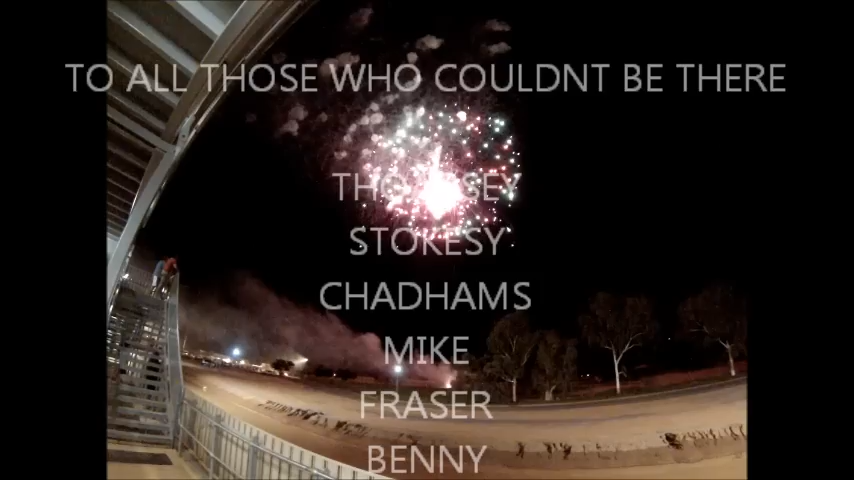 TO ALL THOSE WHO COULDNT BE THERE
STOKESY
CHADHAMS
MIKE
FRASER
BENNY